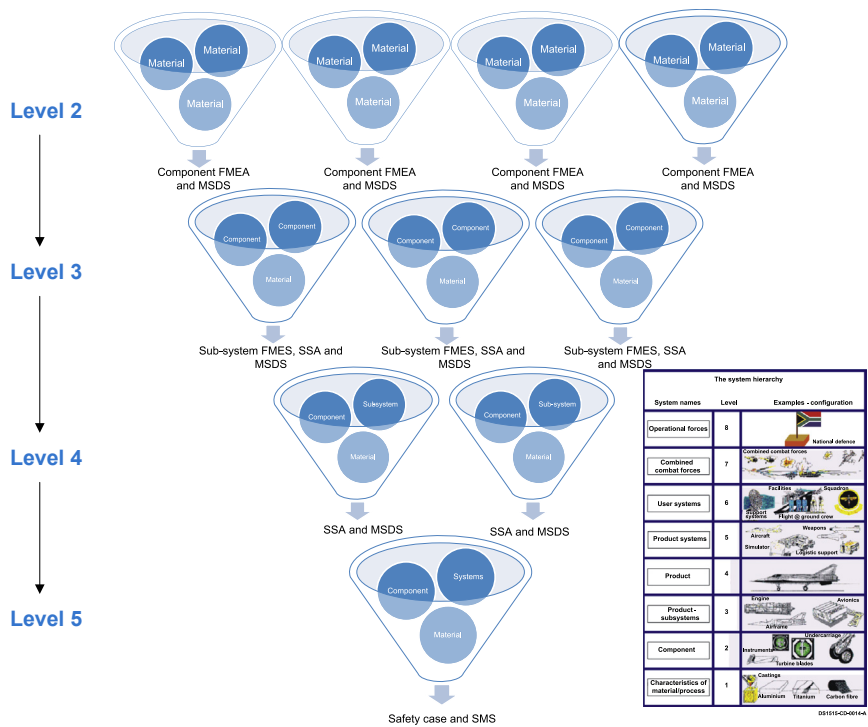 Material
Material
Material
Material
Material
Material
Material
Material
Material
Material
Material
Material
Level 2
Component FMEA
and MSDS
Component FMEA
and MSDS
Component FMEA
and MSDS
Component FMEA
and MSDS
Component
Component
Material
Component
Component
Material
Component
Component
Material
Level 3
Sub-system FMES, SSA and
MSDS
Sub-system FMES, SSA and
MSDS
Sub-system FMES, SSA
and MSDS
Component
Subsystem
Material
Component
Sub-system
Material
Level 4
SSA and MSDS
SSA and MSDS
Component
Systems
Material
Level 5
Safety case and SMS
The system hierarchy
System names
Level
Examples - configuration
Operational forces
8
National defence
Combined
combat forces
7
Combined combat forces
User systems
6
Facilities
Squadron
Support
systems
Flight @ ground crew
Product systems
5
Weapons
Aircraft
Simulator
Logistic support
Product
4
Product -
subsystems
3
Engine
Avionics
Airframe
Component
2
Undercarriage
Instruments
Turbine blades
Characteristics of
material/process
1
Castings
Aluminium
Titanium
Carbon fibre
DS1515-CD-0014-A